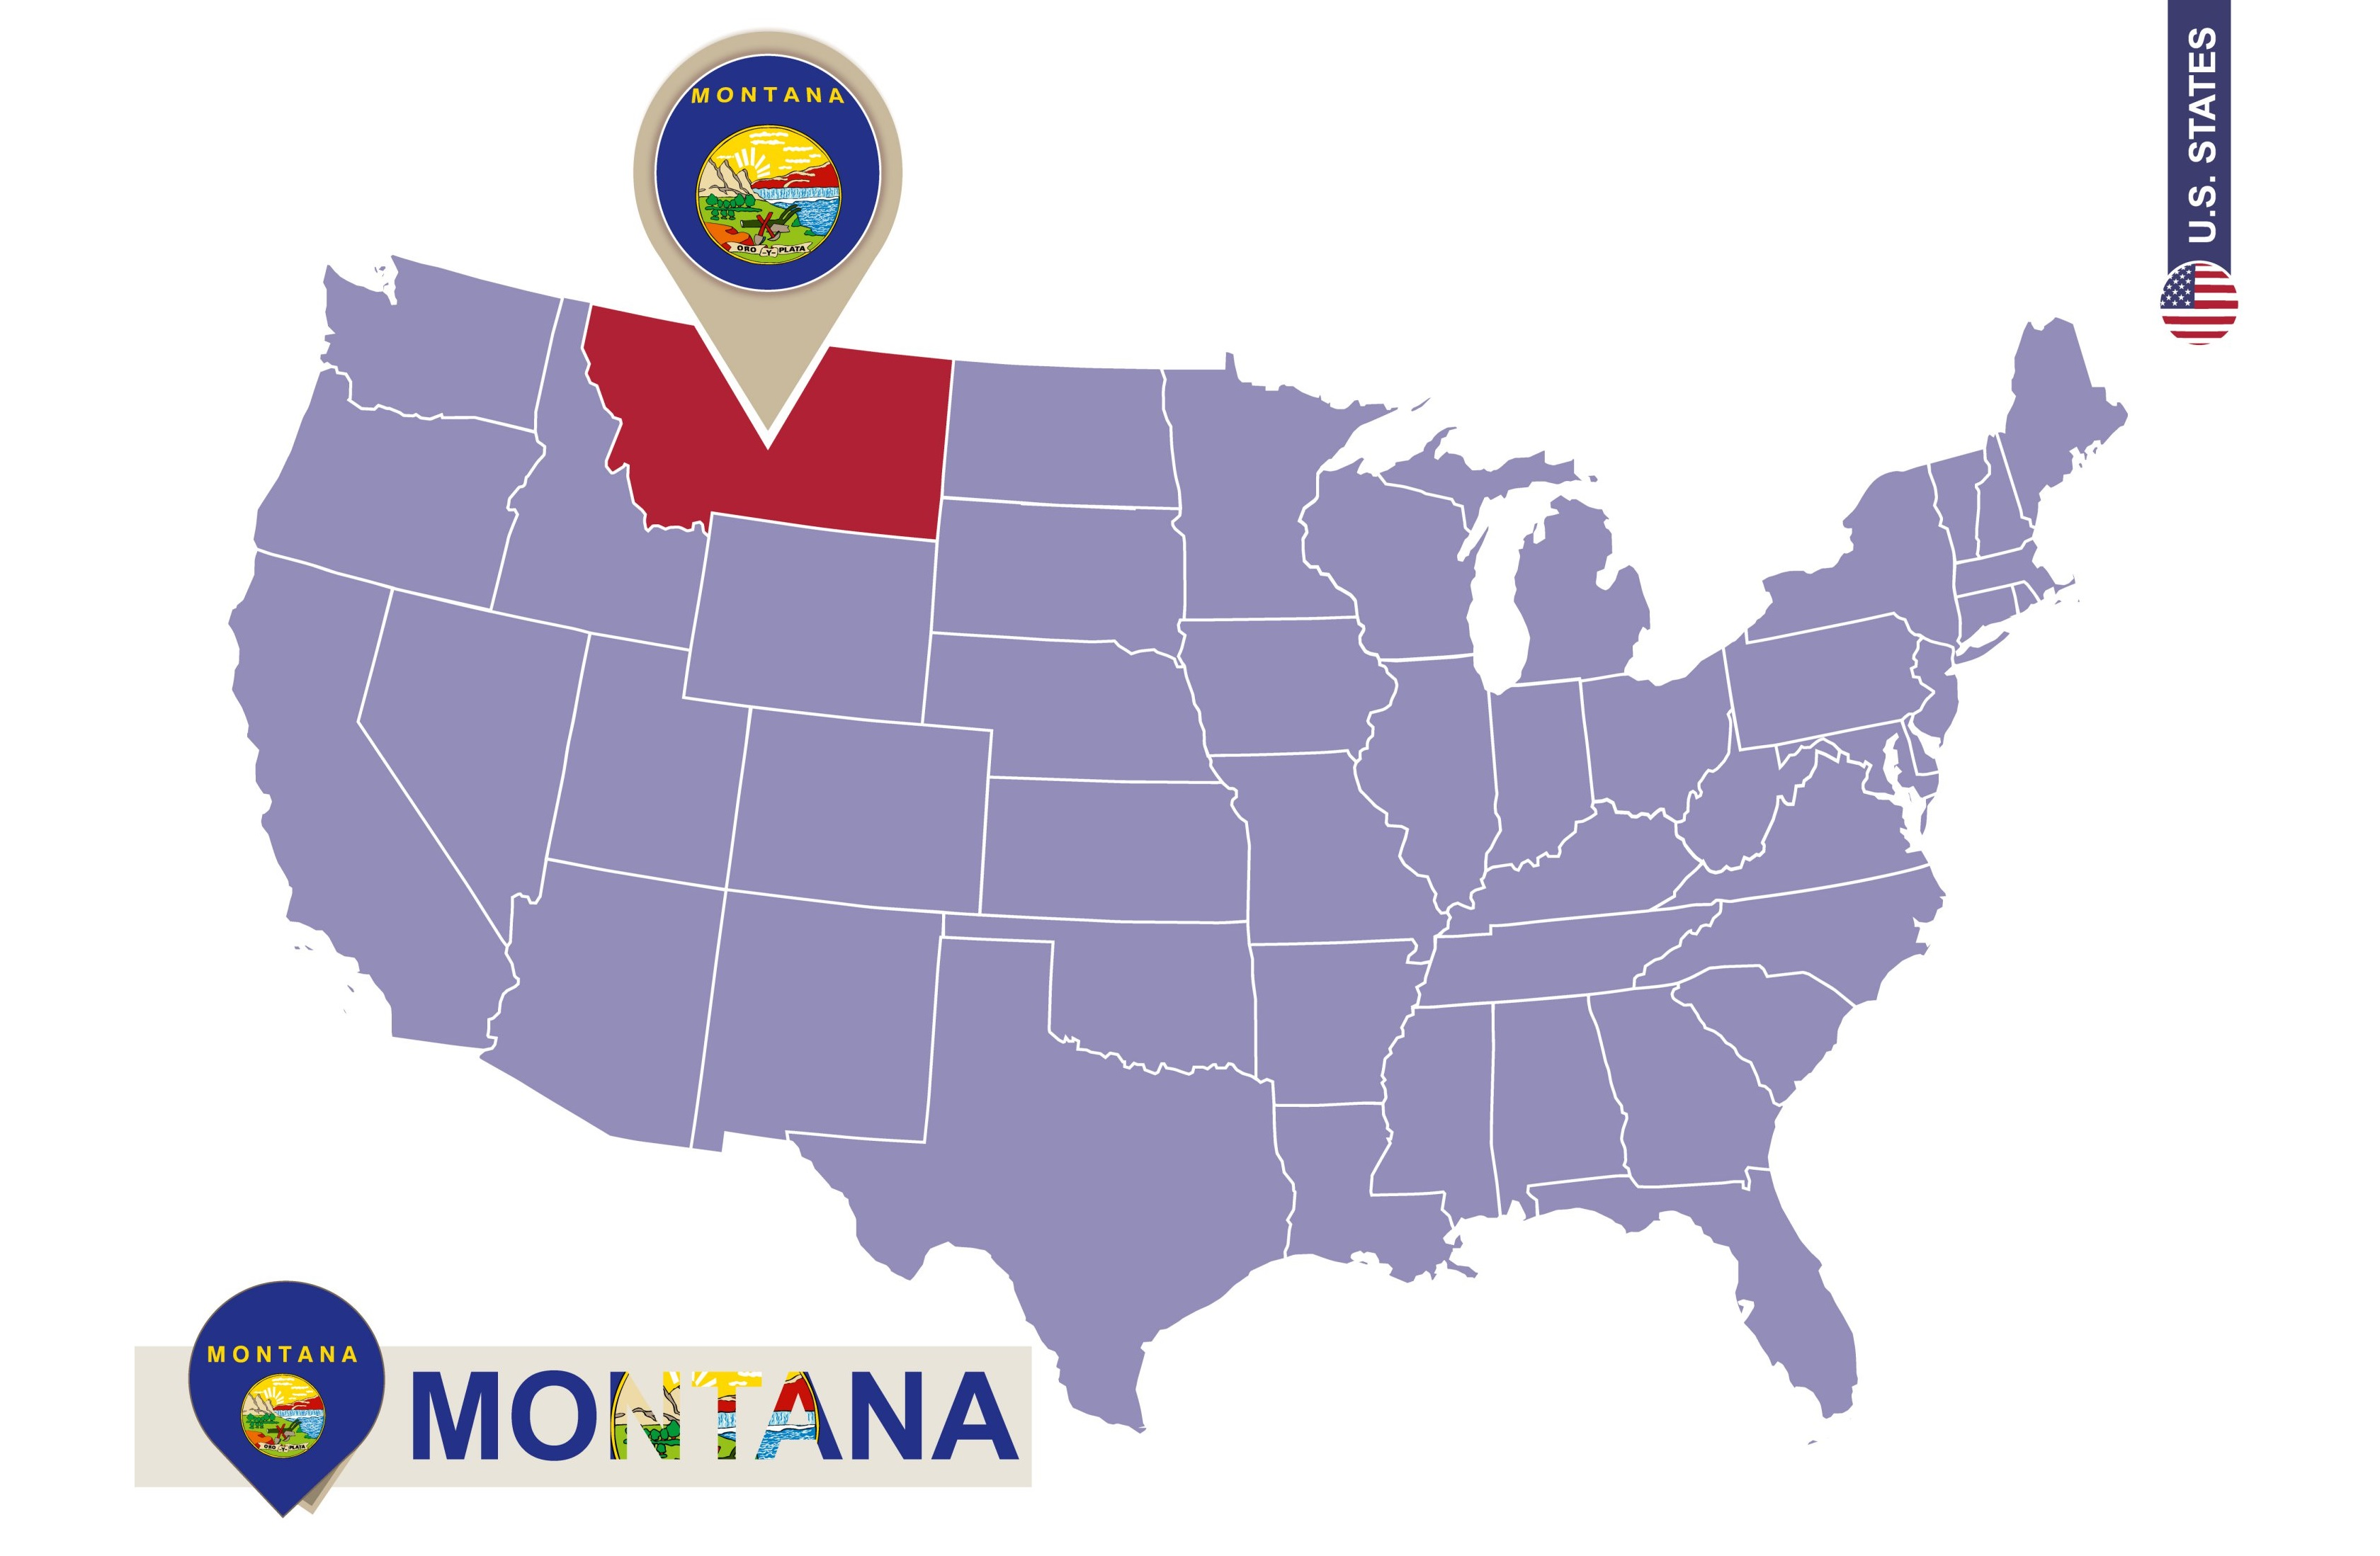 MONTANA
ORO Y PLATA
U.S. STATES
MONTANA
ORO Y PLATA
MONTANA